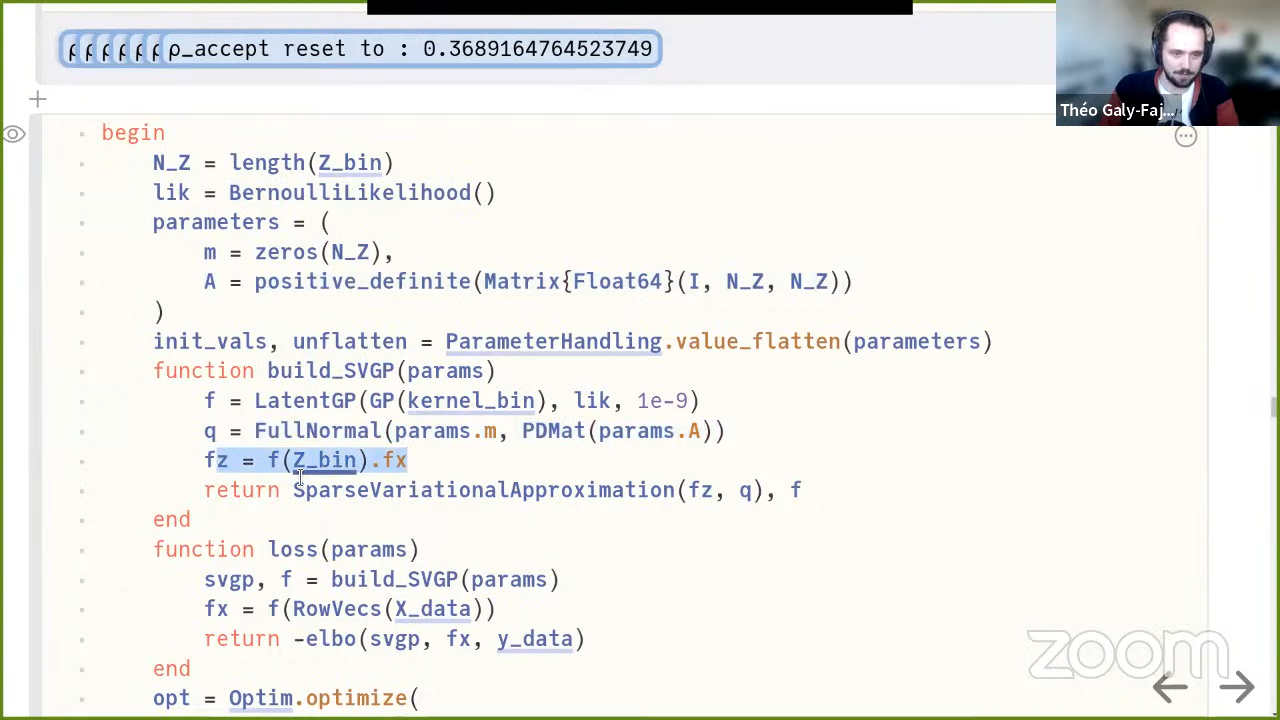 ρ_accept reset to : 0.3689164764523749
Théo Galy-Faj...
begin
N_Z = length(Z_bin)
lik = BernoulliLikelihood()
parameters = (
m = zeros(N_Z),
A = positive_definite(Matrix{Float64}(I, N_Z, N_Z))
)
init_vals, unflatten = ParameterHandling.value_flatten(parameters)
function build_SVGP(params)
f = LatentGP(GP(kernel_bin), lik, 1e-9)
q = FullNormal(params.m, PDMat(params.A))
fz = f(Z_bin).fx
return SparseVariationalApproximation(fz, q), f
end
function loss(params)
svgp, f = build_SVGP(params)
fx = f(RowVecs(X_data))
return -elbo(svgp, fx, y_data)
end
opt = Optim.optimize(
zoom